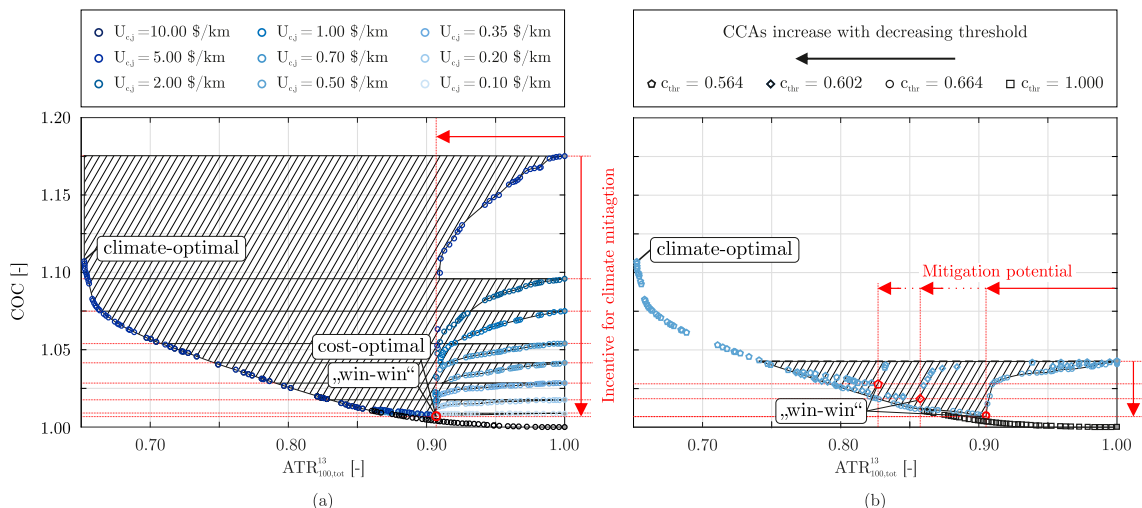 U_c,j = 10.00 $/km U_c,j = 1.00 $/km U_c,j = 0.35 $/km
U_c,j = 5.00 $/km U_c,j = 0.70 $/km U_c,j = 0.20 $/km
U_c,j = 2.00 $/km U_c,j = 0.50 $/km U_c,j = 0.10 $/km
1.20
1.15
1.10
1.05
1.00
COC [-]
climate-optimal
cost-optimal
„win-win“
0.70 0.80 0.90 1.00
ATR^13_100,tot [-]
(a)
Incentive for climate mitiagtion
CCAs increase with decreasing threshold
c_thr = 0.564 c_thr = 0.602 c_thr = 0.664 c_thr = 1.000
climate-optimal
Mitigation potential
„win-win“
0.70 0.80 0.90 1.00
ATR^13_100,tot [-]
(b)